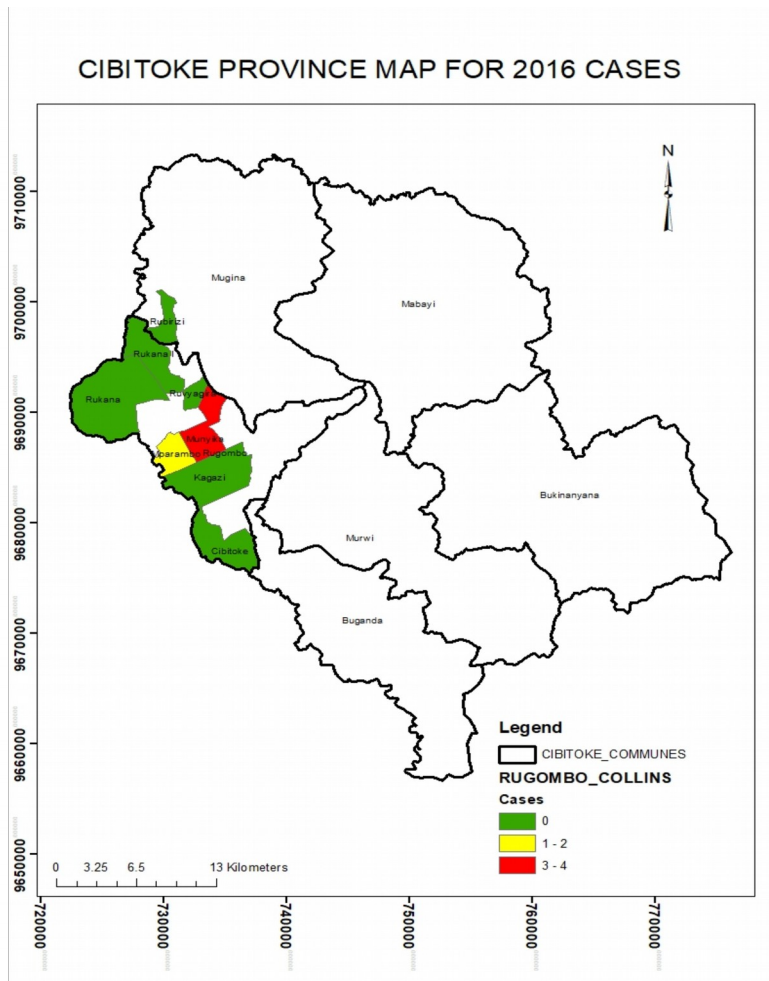 CIBITOKE PROVINCE MAP FOR 2016 CASES
N
9710000
9700000
9690000
9680000
9670000
9660000
9650000
Mugina
Mabayi
Rubirizi
Rukana
Rukana
Munyika
Rugombo
Kagazi
Bukinanyana
Murwi
Cibitoke
Buganda
Legend
CIBITOKE_COMMUNES
RUGOMBO_COLLINS
Cases
0
1 - 2
3 - 4
0 3.25 6.5 13 Kilometers
720000 730000 740000 750000 760000 770000